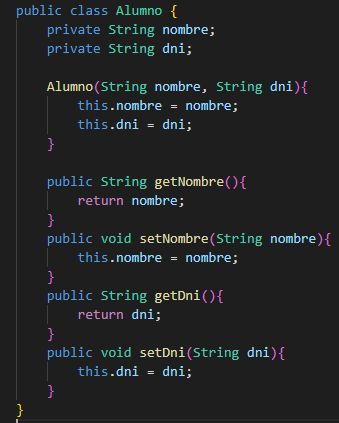 public class Alumno {
    private String nombre;
    private String dni;

    Alumno(String nombre, String dni){
        this.nombre = nombre;
        this.dni = dni;
    }

    public String getNombre(){
        return nombre;
    }
    public void setNombre(String nombre){
        this.nombre = nombre;
    }
    public String getDni(){
        return dni;
    }
    public void setDni(String dni){
        this.dni = dni;
    }
}